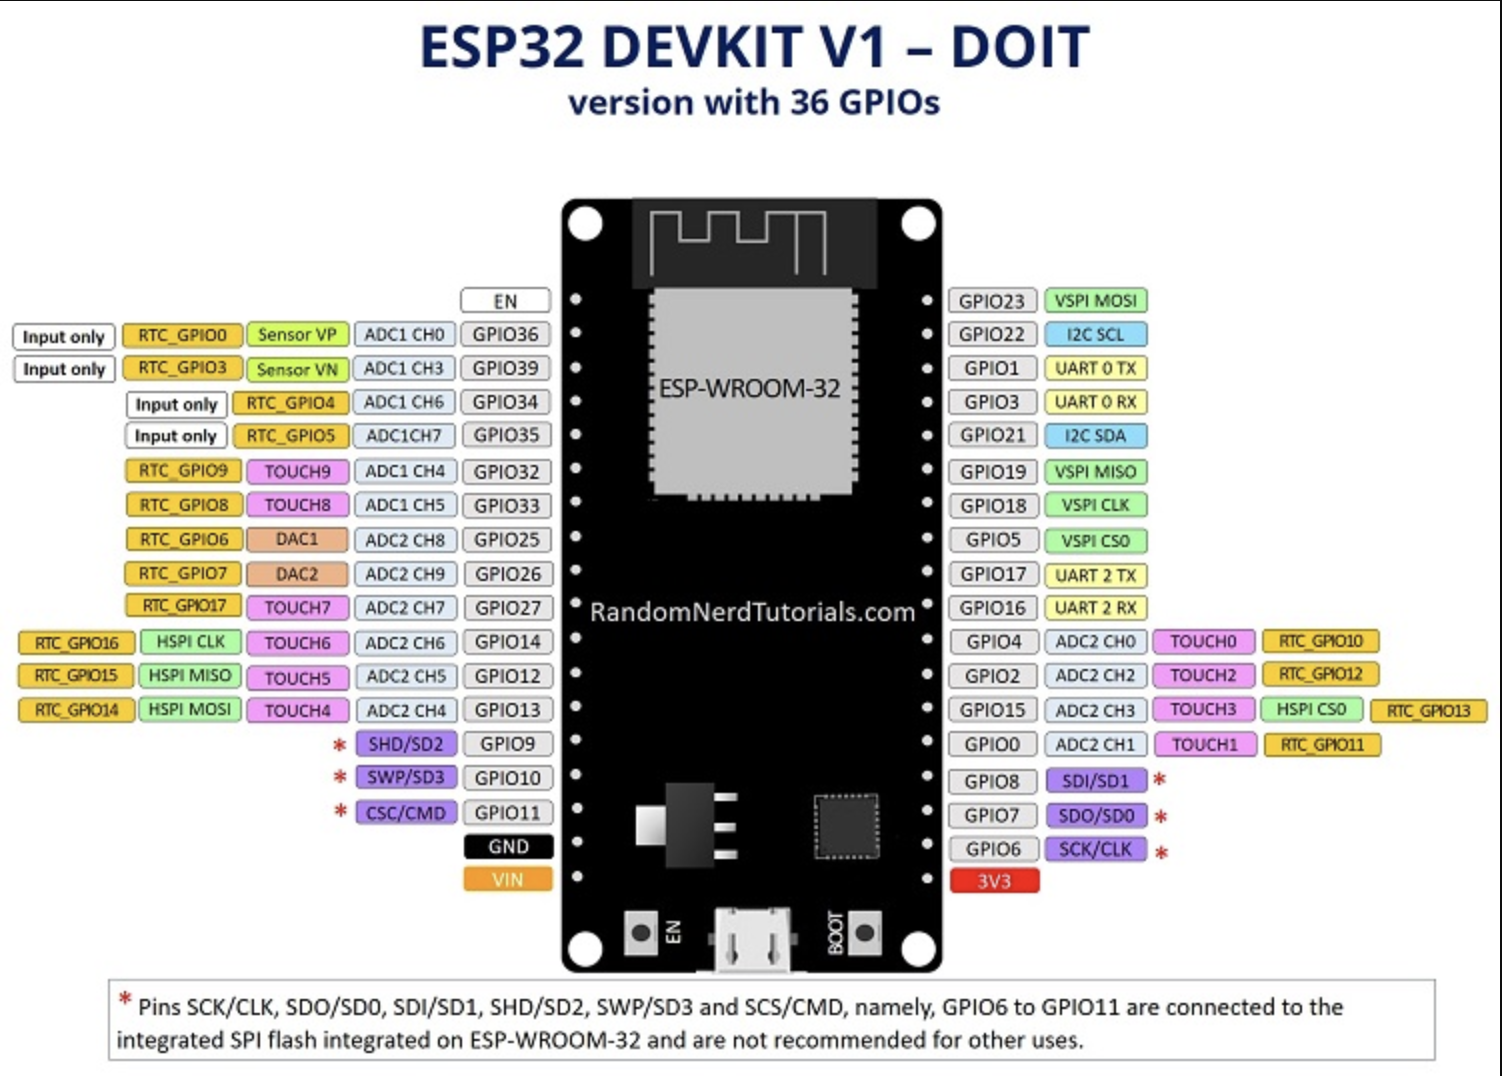 ESP32 DEVKIT V1 – DOIT
version with 36 GPIOs
EN
GPIO23 VSPI MOSI
Input only RTC_GPIO0 Sensor VP ADC1 CH0 GPIO36
GPIO22 I2C SCL
Input only RTC_GPIO3 Sensor VN ADC1 CH3 GPIO39
GPIO1 UART 0 TX
ESP-WROOM-32
Input only RTC_GPIO4 ADC1 CH6 GPIO34
GPIO3 UART 0 RX
Input only RTC_GPIO5 ADC1CH7 GPIO35
GPIO21 I2C SDA
RTC_GPIO9 TOUCH9 ADC1 CH4 GPIO32
GPIO19 VSPI MISO
RTC_GPIO8 TOUCH8 ADC1 CH5 GPIO33
GPIO18 VSPI CLK
RTC_GPIO6 DAC1 ADC2 CH8 GPIO25
GPIO5 VSPI CS0
RTC_GPIO7 DAC2 ADC2 CH9 GPIO26
GPIO17 UART 2 TX
RTC_GPIO17 TOUCH7 ADC2 CH7 GPIO27
RandomNerdTutorials.com
GPIO16 UART 2 RX
RTC_GPIO16 HSPI CLK TOUCH6 ADC2 CH6 GPIO14
GPIO4 ADC2 CH0 TOUCH0 RTC_GPIO10
RTC_GPIO15 HSPI MISO TOUCH5 ADC2 CH5 GPIO12
GPIO2 ADC2 CH2 TOUCH2 RTC_GPIO12
RTC_GPIO14 HSPI MOSI TOUCH4 ADC2 CH4 GPIO13
GPIO15 ADC2 CH3 TOUCH3 HSPI CS0 RTC_GPIO13
* SHD/SD2 GPIO9
GPIO0 ADC2 CH1 TOUCH1 RTC_GPIO11
* SWP/SD3 GPIO10
GPIO8 SDI/SD1 *
* CSC/CMD GPIO11
GPIO7 SDO/SD0 *
GND
GPIO6 SCK/CLK *
VIN
3V3
EN
BOOT
* Pins SCK/CLK, SDO/SD0, SDI/SD1, SHD/SD2, SWP/SD3 and SCS/CMD, namely, GPIO6 to GPIO11 are connected to the
integrated SPI flash integrated on ESP-WROOM-32 and are not recommended for other uses.